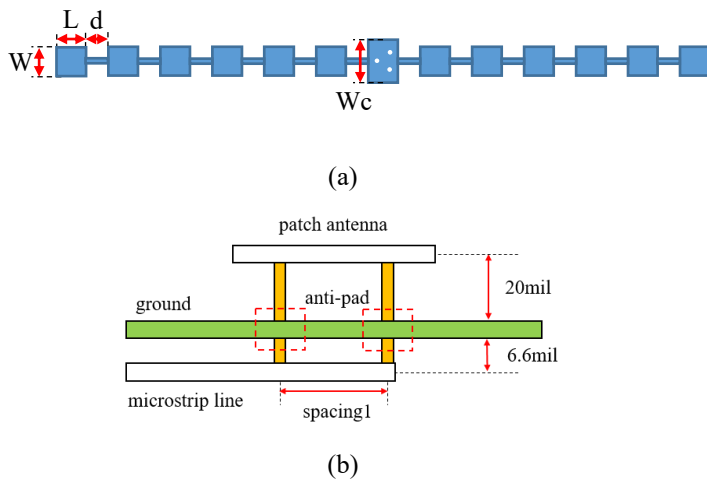 L d
W
Wc
(a)
patch antenna
ground
anti-pad
20mil
6.6mil
microstrip line
spacing1
(b)